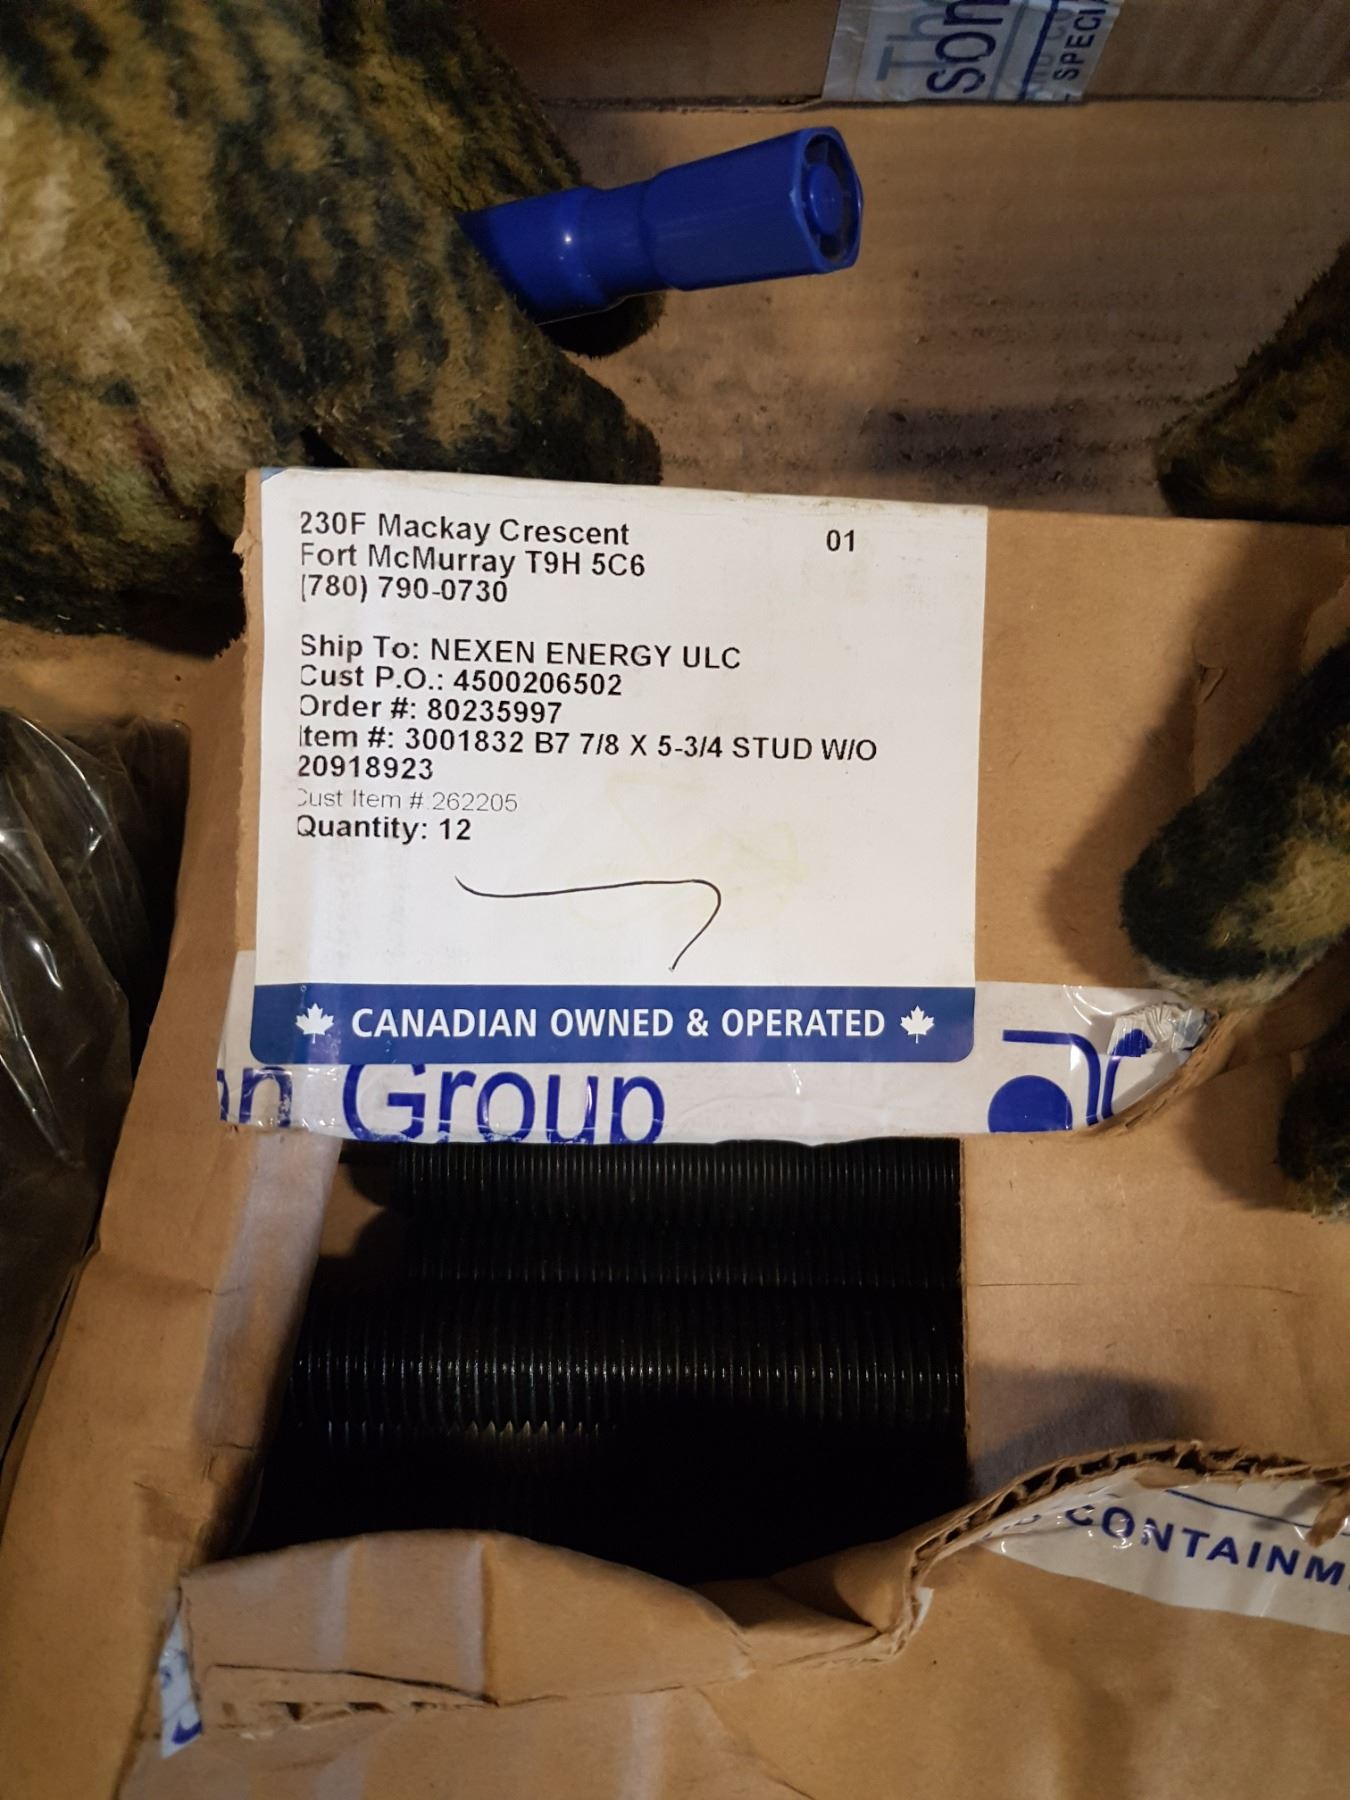 son
SPECI
230F Mackay Crescent 01
Fort McMurray T9H 5C6
(780) 790-0730
Ship To: NEXEN ENERGY ULC
Cust P.O.: 4500206502
Order #: 80235997
Item #: 3001832 B7 7/8 X 5-3/4 STUD W/O
20918923
Cust Item #:262205
Quantity: 12
CANADIAN OWNED & OPERATED
on Group
CONTAINM